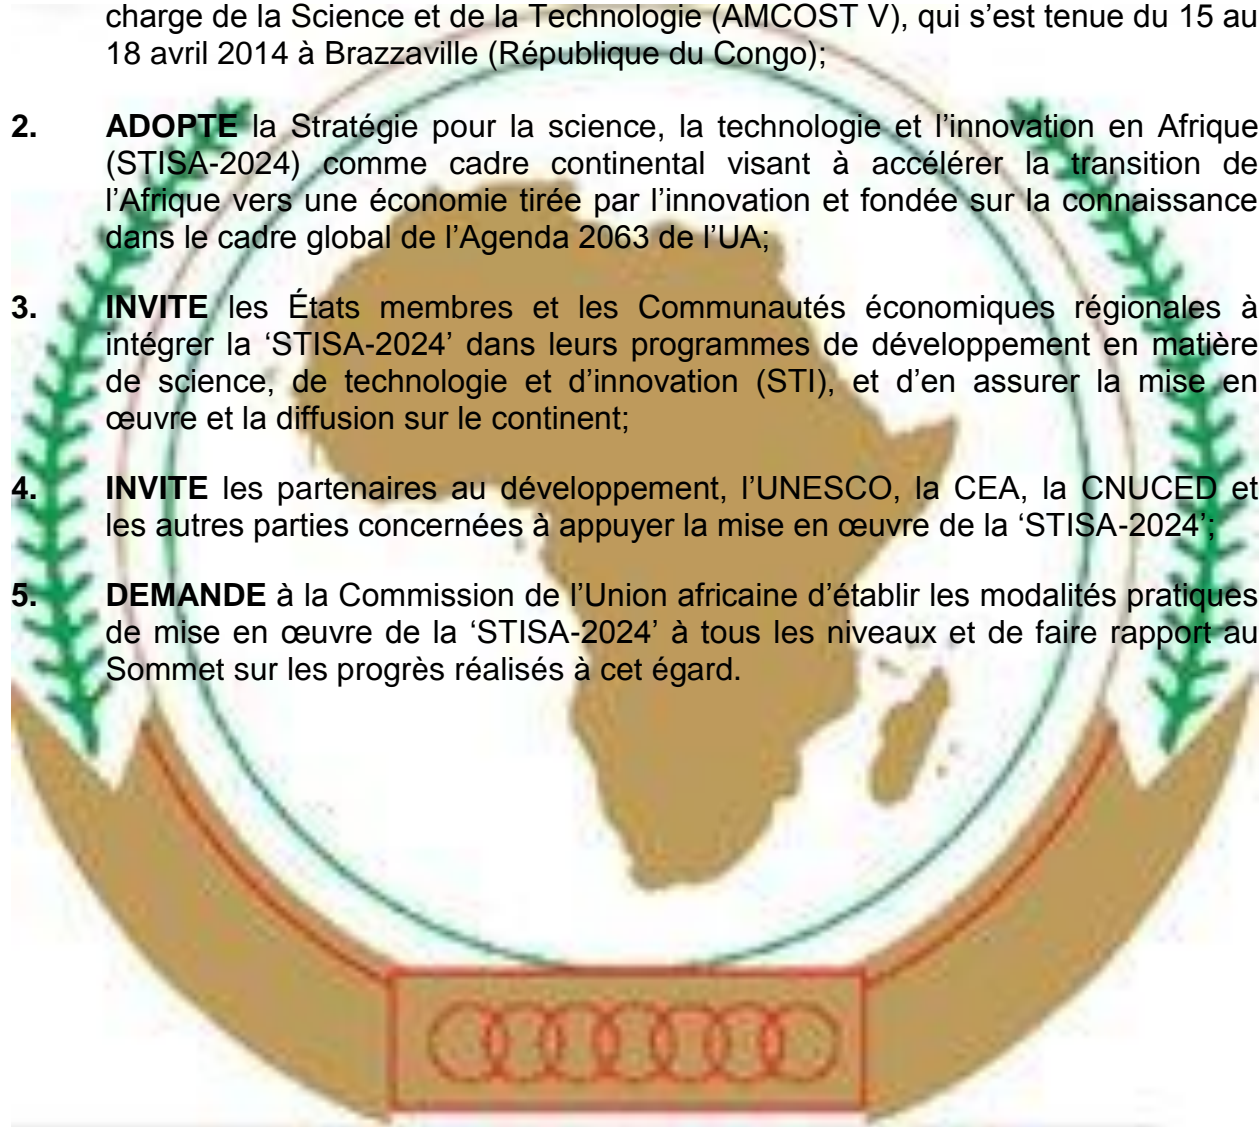 charge de la Science et de la Technologie (AMCOST V), qui s’est tenue du 15 au
18 avril 2014 à Brazzaville (République du Congo);
2. ADOPTE la Stratégie pour la science, la technologie et l’innovation en Afrique
(STISA-2024) comme cadre continental visant à accélérer la transition de
l’Afrique vers une économie tirée par l’innovation et fondée sur la connaissance
dans le cadre global de l’Agenda 2063 de l’UA;
3. INVITE les États membres et les Communautés économiques régionales à
intégrer la ‘STISA-2024’ dans leurs programmes de développement en matière
de science, de technologie et d’innovation (STI), et d’en assurer la mise en
œuvre et la diffusion sur le continent;
4. INVITE les partenaires au développement, l’UNESCO, la CEA, la CNUCED et
les autres parties concernées à appuyer la mise en œuvre de la ‘STISA-2024’;
5. DEMANDE à la Commission de l’Union africaine d’établir les modalités pratiques
de mise en œuvre de la ‘STISA-2024’ à tous les niveaux et de faire rapport au
Sommet sur les progrès réalisés à cet égard.